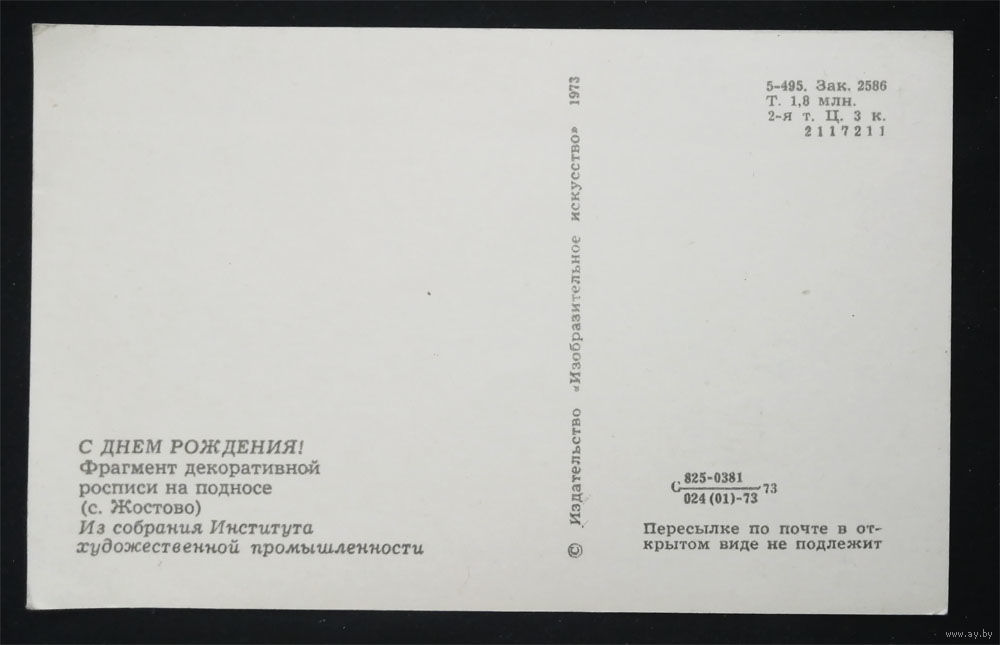 С ДНЕМ РОЖДЕНИЯ!
Фрагмент декоративной
росписи на подносе
(с. Жостово)
Из собрания Института
художественной промышленности
© Издательство «Изобразительное искусство» 1973
5-495. Зак. 2586
Т. 1,8 млн.
2-я т. Ц. 3 к.
2117211
С 825-0381 73
024(01)-73
Пересылке по почте в от-
крытом виде не подлежит
www.ay.by